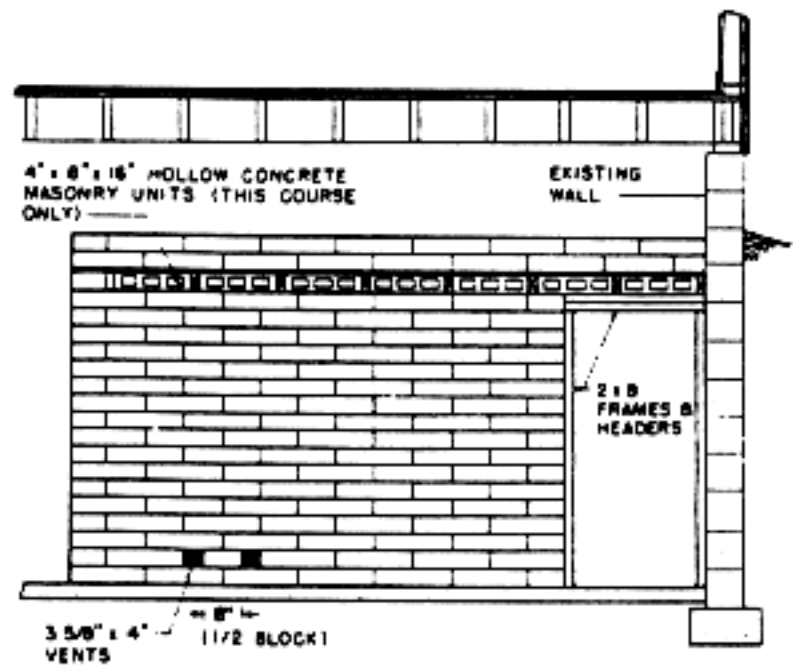 4" x 8" x 16" HOLLOW CONCRETE
MASONRY UNITS (THIS COURSE
ONLY)
EXISTING
WALL
2 x 8
FRAMES &
HEADERS
3 5/8" x 4"
VENTS
8"
(1/2 BLOCK)